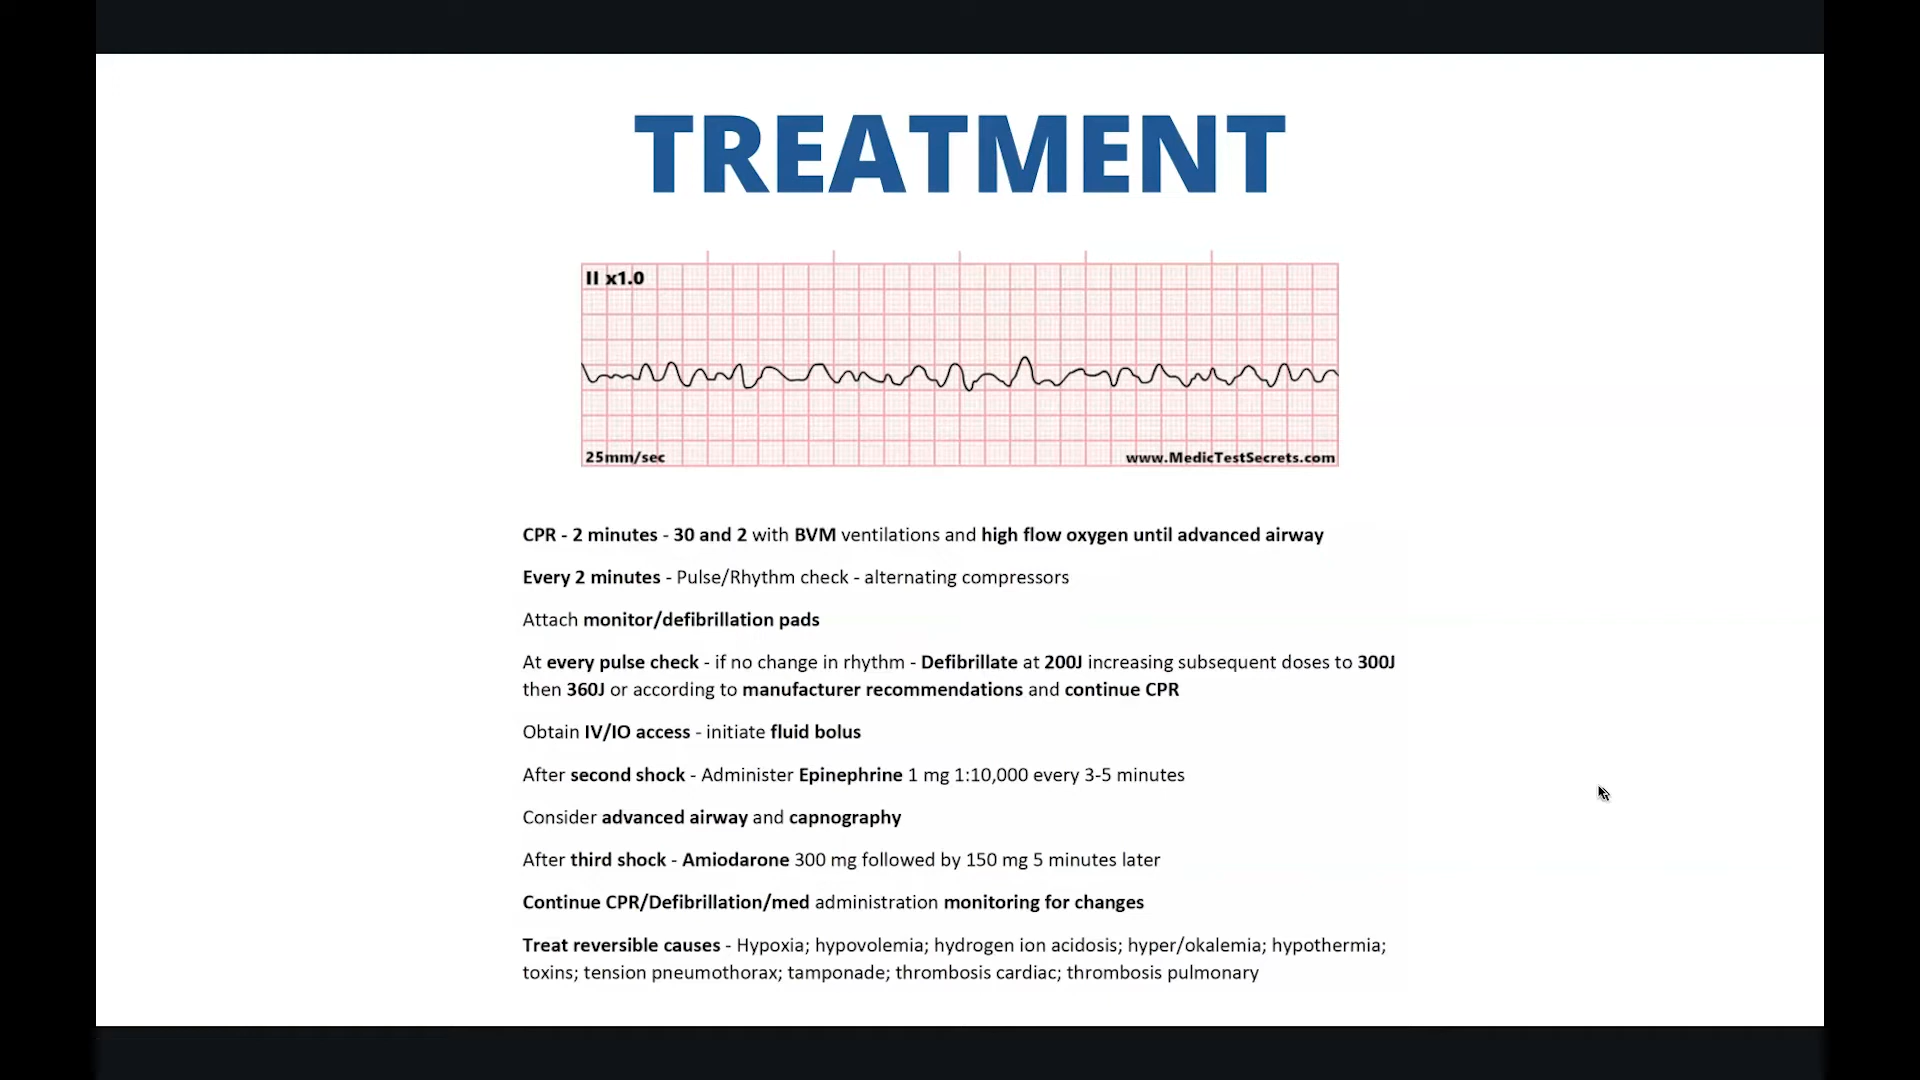 TREATMENT
II x1.0
25mm/sec
www.MedicTestSecrets.com
CPR - 2 minutes - 30 and 2 with BVM ventilations and high flow oxygen until advanced airway
Every 2 minutes - Pulse/Rhythm check - alternating compressors
Attach monitor/defibrillation pads
At every pulse check - if no change in rhythm - Defibrillate at 200J increasing subsequent doses to 300J
then 360J or according to manufacturer recommendations and continue CPR
Obtain IV/IO access - initiate fluid bolus
After second shock - Administer Epinephrine 1 mg 1:10,000 every 3-5 minutes
Consider advanced airway and capnography
After third shock - Amiodarone 300 mg followed by 150 mg 5 minutes later
Continue CPR/Defibrillation/med administration monitoring for changes
Treat reversible causes - Hypoxia; hypovolemia; hydrogen ion acidosis; hyper/okalemia; hypothermia;
toxins; tension pneumothorax; tamponade; thrombosis cardiac; thrombosis pulmonary